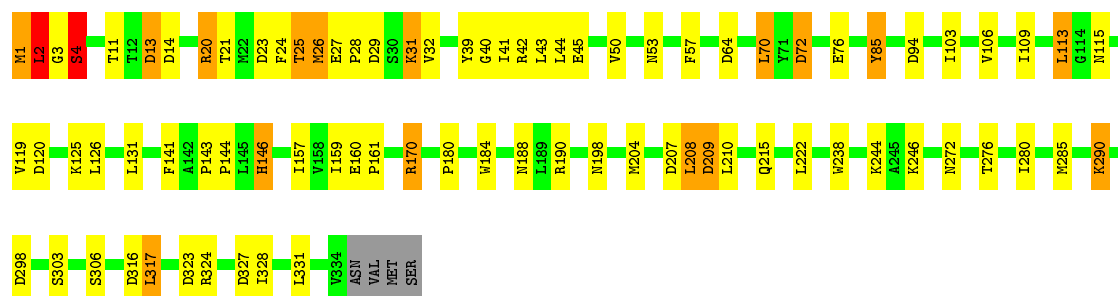 M1 L2 G3 S4 T11 T12 D13 D14 R20 T21 M22 D23 F24 T25 M26 E27 P28 D29 S30 K31 V32 Y39 G40 I41 R42 L43 L44 E45 V50 N53 F57 D64 L70 Y71 D72 E76 Y85 D94 I103 V106 I109 L113 G114 N115
V119 D120 K125 L126 L131 F141 A142 P143 P144 L145 H146 I157 V158 I159 E160 P161 R170 P180 W184 N188 L189 R190 N198 M204 D207 L208 D209 L210 Q215 L222 W238 K244 A245 K246 N272 T276 I280 M285 K290
D298 S303 S306 D316 L317 D323 R324 D327 I328 L331 V334 ASN VAL MET SER